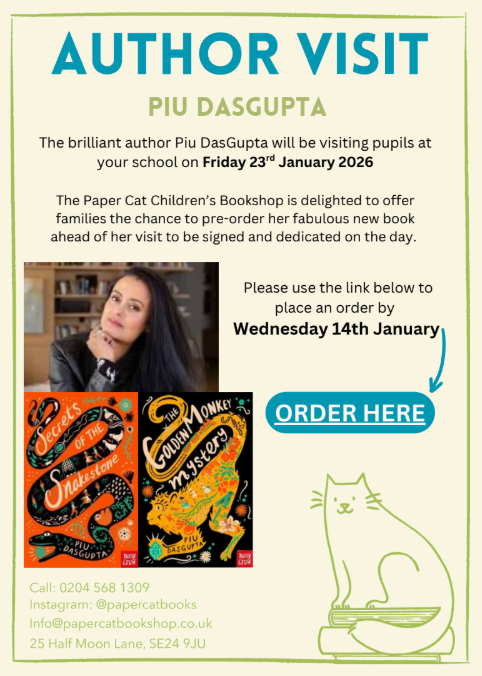 AUTHOR VISIT
PIU DASGUPTA
The brilliant author Piu DasGupta will be visiting pupils at
your school on Friday 23rd January 2026
The Paper Cat Children's Bookshop is delighted to offer
families the chance to pre-order her fabulous new book
ahead of her visit to be signed and dedicated on the day.
Please use the link below to
place an order by
Wednesday 14th January
ORDER HERE
Secrets
OF THE
Snakestone
PIU
DASGUPTA
THE
GOLDEN MONKEY
mystery
PIU
DASGUPTA
Call: 0204 568 1309
Instagram: @papercatbooks
Info@papercatbookshop.co.uk
25 Half Moon Lane, SE24 9JU